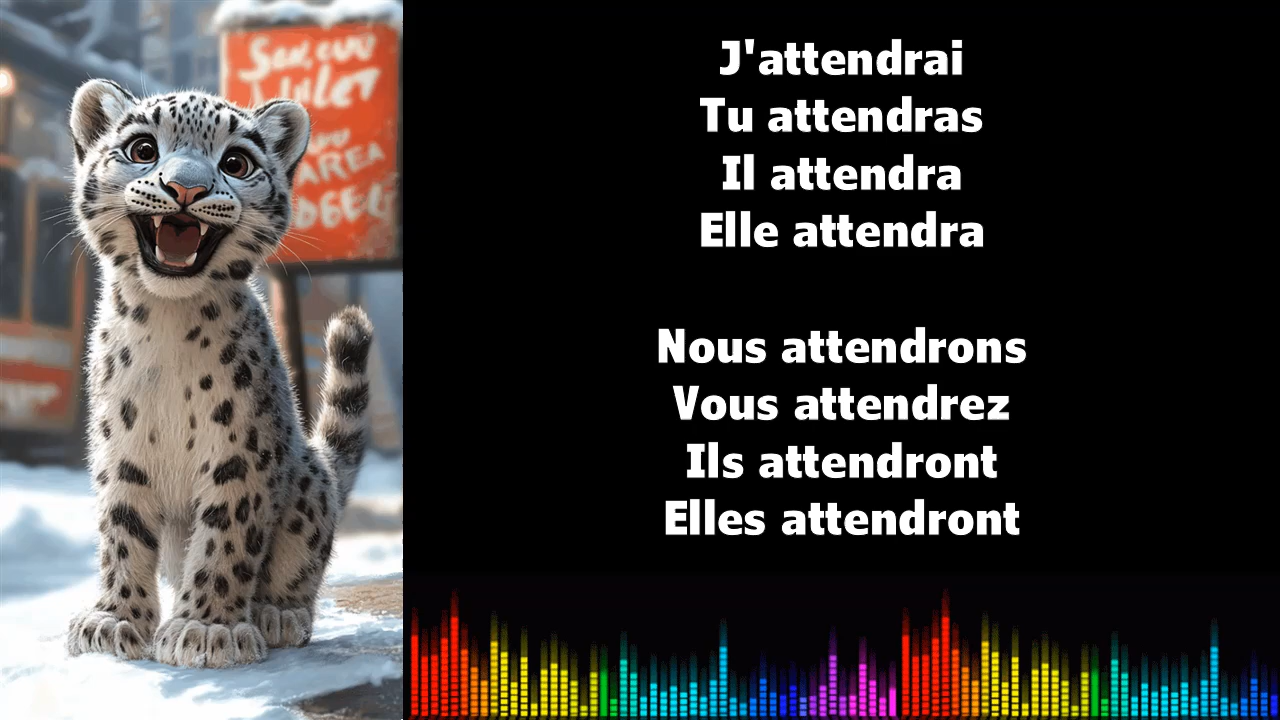 J'attendrai
Tu attendras
Il attendra
Elle attendra
Nous attendrons
Vous attendrez
Ils attendront
Elles attendront